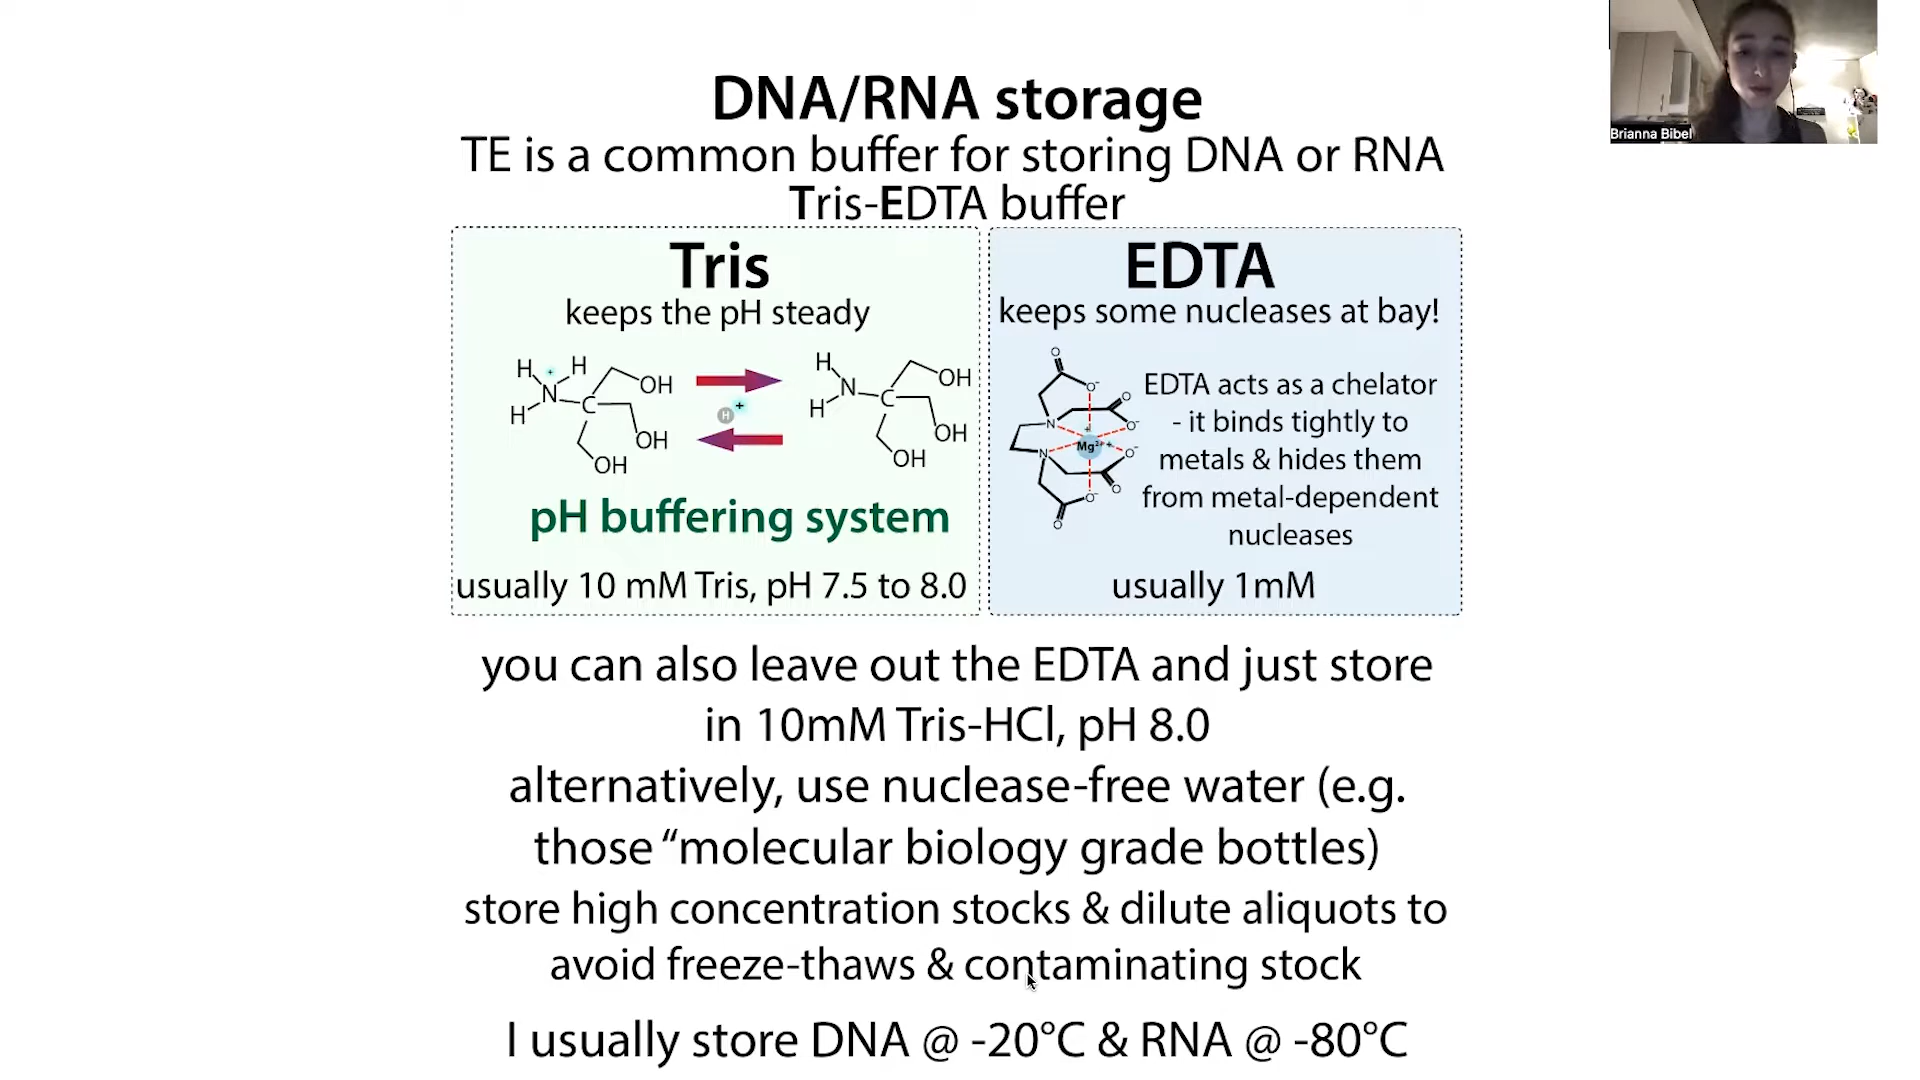 DNA/RNA storage
TE is a common buffer for storing DNA or RNA
Tris-EDTA buffer
Tris
keeps the pH steady
H H
N C OH
H
OH
OH
H+
H
N C OH
H
OH
OH
pH buffering system
usually 10 mM Tris, pH 7.5 to 8.0
EDTA
keeps some nucleases at bay!
O
O-
O
N O-
Mg2+
N O-
O
O-
O
EDTA acts as a chelator
- it binds tightly to
metals & hides them
from metal-dependent
nucleases
usually 1mM
you can also leave out the EDTA and just store
in 10mM Tris-HCl, pH 8.0
alternatively, use nuclease-free water (e.g.
those “molecular biology grade bottles)
store high concentration stocks & dilute aliquots to
avoid freeze-thaws & contaminating stock
I usually store DNA @ -20°C & RNA @ -80°C
Brianna Bibel